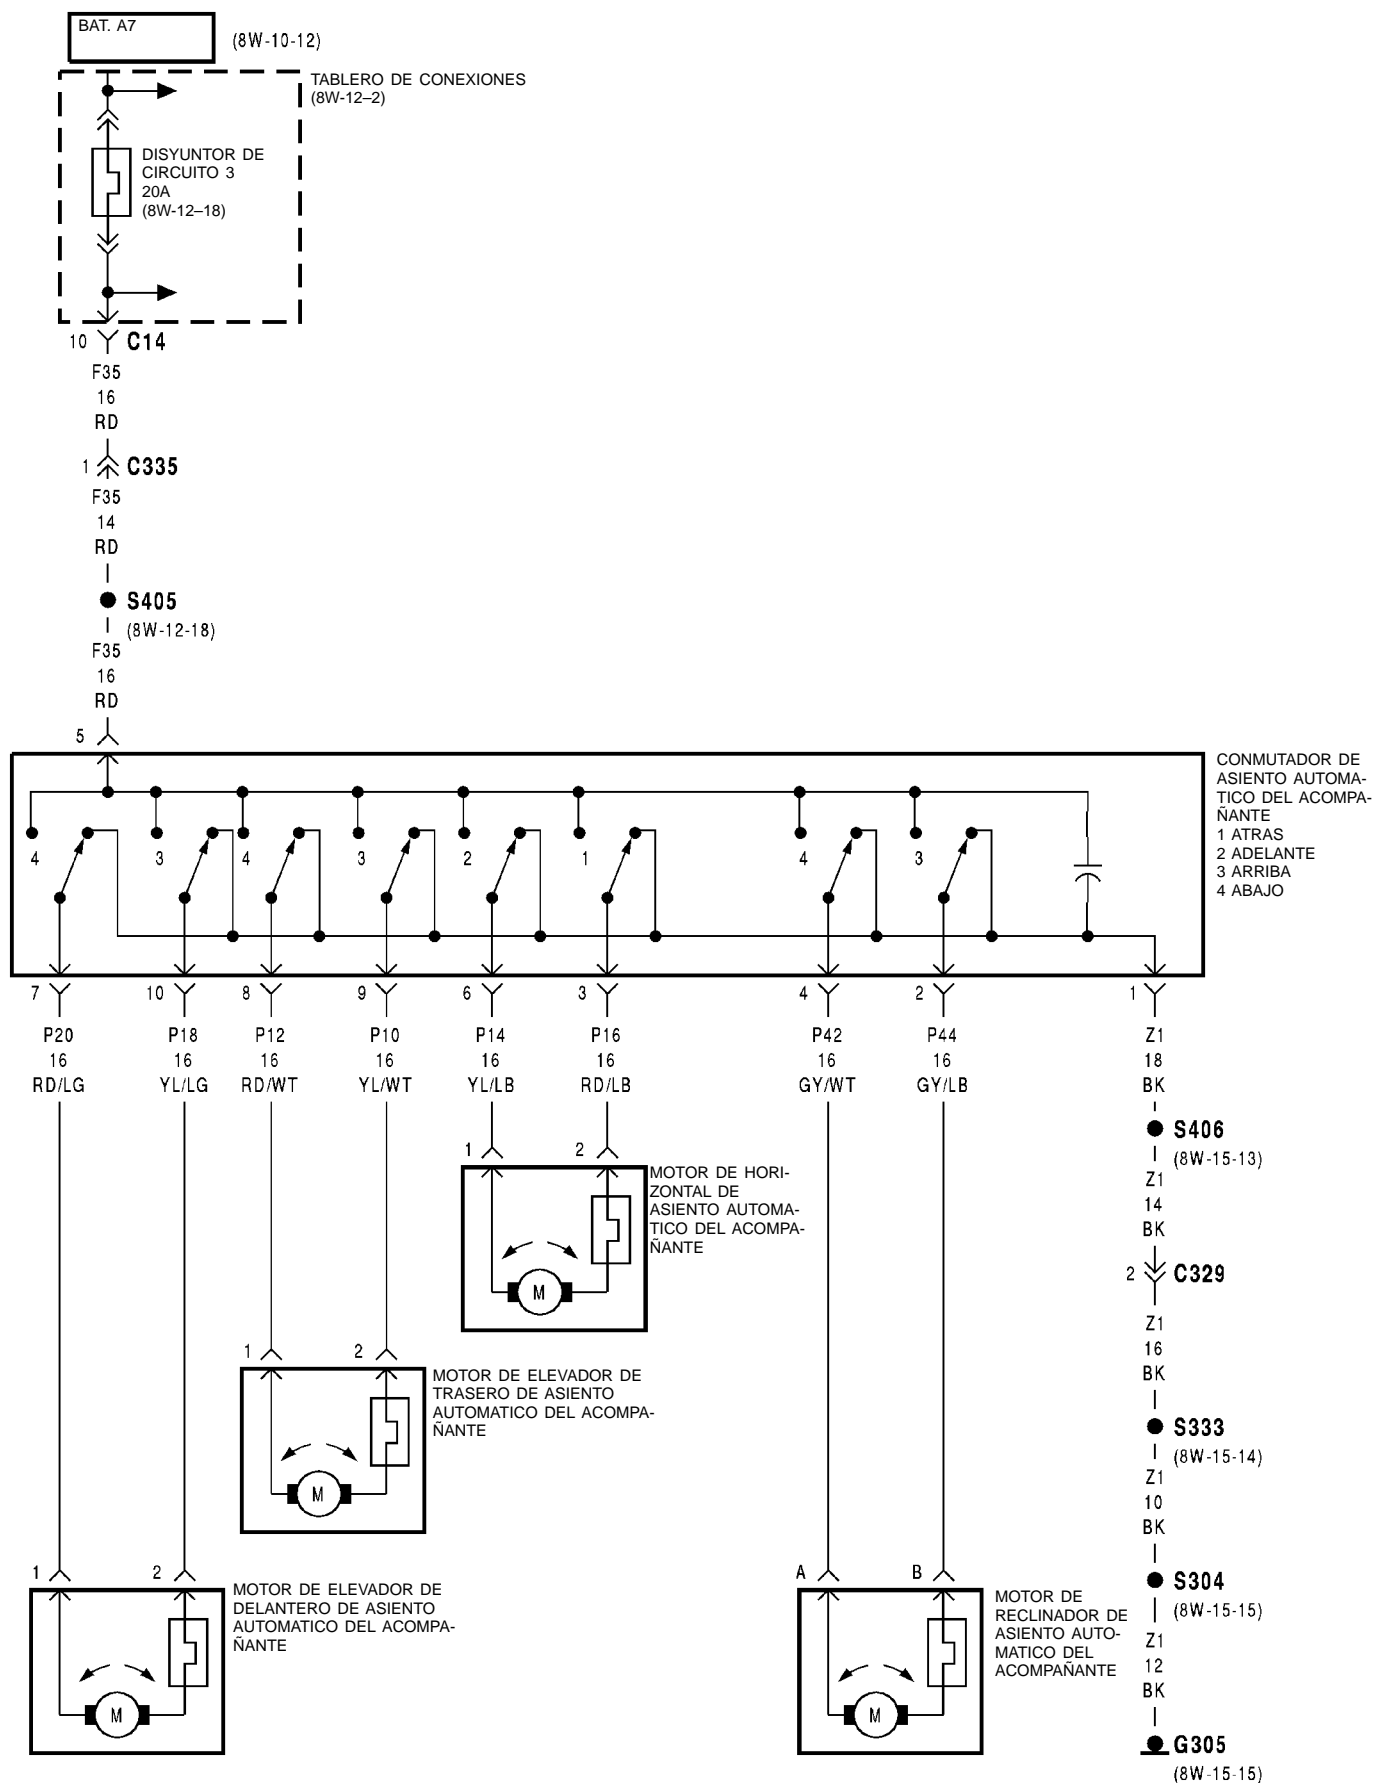 BAT. A7
(8W-10-12)
TABLERO DE CONEXIONES
(8W-12–2)
DISYUNTOR DE
CIRCUITO 3
20A
(8W-12–18)
10 C14
F35
16
RD
1 C335
F35
14
RD
S405
(8W-12-18)
F35
16
RD
5
CONMUTADOR DE
ASIENTO AUTOMA-
TICO DEL ACOMPA-
ÑANTE
1 ATRAS
2 ADELANTE
3 ARRIBA
4 ABAJO
4 3 4 3 2 1 4 3
7 10 8 9 6 3 4 2 1
P20 P18 P12 P10 P14 P16 P42 P44 Z1
16 16 16 16 16 16 16 16 18
RD/LG YL/LG RD/WT YL/WT YL/LB RD/LB GY/WT GY/LB BK
S406
(8W-15-13)
Z1
14
BK
2 C329
Z1
16
BK
S333
(8W-15-14)
Z1
10
BK
S304
(8W-15-15)
Z1
12
BK
G305
(8W-15-15)
1 2
MOTOR DE HORI-
ZONTAL DE
ASIENTO AUTOMA-
TICO DEL ACOMPA-
ÑANTE
M
1 2
MOTOR DE ELEVADOR DE
TRASERO DE ASIENTO
AUTOMATICO DEL ACOMPA-
ÑANTE
M
1 2
MOTOR DE ELEVADOR DE
DELANTERO DE ASIENTO
AUTOMATICO DEL ACOMPA-
ÑANTE
M
A B
MOTOR DE
RECLINADOR DE
ASIENTO AUTO-
MATICO DEL
ACOMPAÑANTE
M